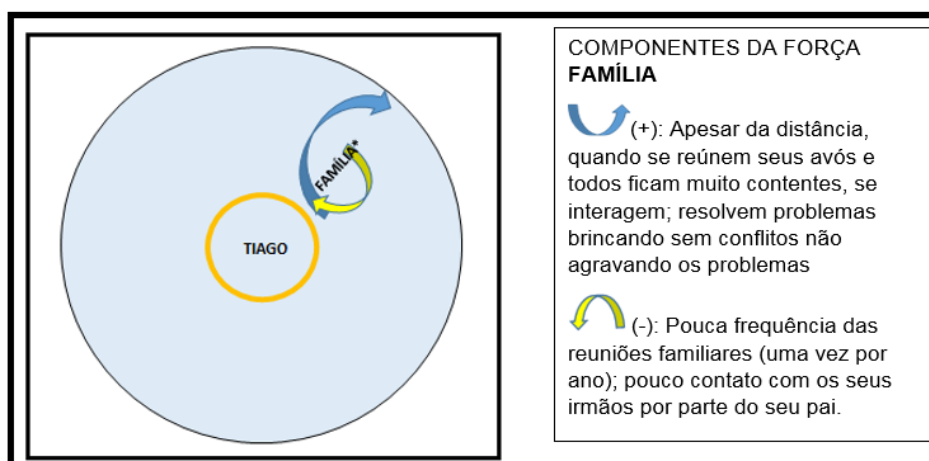 FAMÍLIA*
TIAGO
COMPONENTES DA FORÇA
FAMÍLIA
(+): Apesar da distância,
quando se reúnem seus avós e
todos ficam muito contentes, se
interagem; resolvem problemas
brincando sem conflitos não
agravando os problemas
(-): Pouca frequência das
reuniões familiares (uma vez por
ano); pouco contato com os seus
irmãos por parte do seu pai.